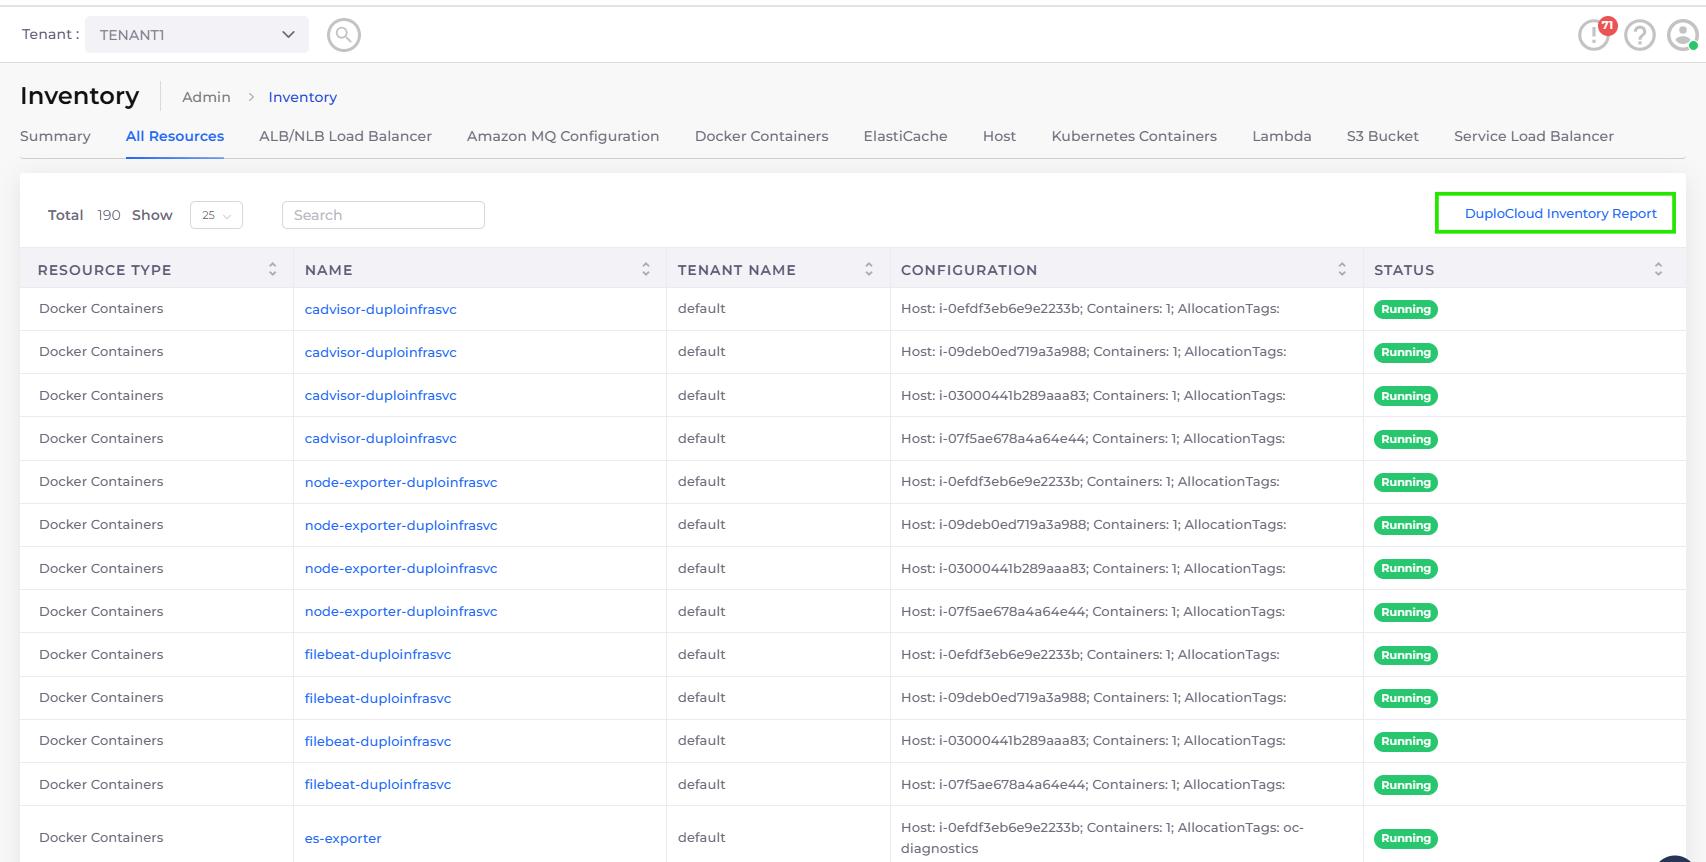 Tenant : TENANT1 71
Inventory Admin > Inventory
Summary All Resources ALB/NLB Load Balancer Amazon MQ Configuration Docker Containers ElastiCache Host Kubernetes Containers Lambda S3 Bucket Service Load Balancer
Total 190 Show 25 Search DuploCloud Inventory Report
RESOURCE TYPE NAME TENANT NAME CONFIGURATION STATUS
Docker Containers cadvisor-duploinfrasvc default Host: i-0efdf3eb6e9e2233b; Containers: 1; AllocationTags: Running
Docker Containers cadvisor-duploinfrasvc default Host: i-09deb0ed719a3a988; Containers: 1; AllocationTags: Running
Docker Containers cadvisor-duploinfrasvc default Host: i-03000441b289aaa83; Containers: 1; AllocationTags: Running
Docker Containers cadvisor-duploinfrasvc default Host: i-07f5ae678a4a64e44; Containers: 1; AllocationTags: Running
Docker Containers node-exporter-duploinfrasvc default Host: i-0efdf3eb6e9e2233b; Containers: 1; AllocationTags: Running
Docker Containers node-exporter-duploinfrasvc default Host: i-09deb0ed719a3a988; Containers: 1; AllocationTags: Running
Docker Containers node-exporter-duploinfrasvc default Host: i-03000441b289aaa83; Containers: 1; AllocationTags: Running
Docker Containers node-exporter-duploinfrasvc default Host: i-07f5ae678a4a64e44; Containers: 1; AllocationTags: Running
Docker Containers filebeat-duploinfrasvc default Host: i-0efdf3eb6e9e2233b; Containers: 1; AllocationTags: Running
Docker Containers filebeat-duploinfrasvc default Host: i-09deb0ed719a3a988; Containers: 1; AllocationTags: Running
Docker Containers filebeat-duploinfrasvc default Host: i-03000441b289aaa83; Containers: 1; AllocationTags: Running
Docker Containers filebeat-duploinfrasvc default Host: i-07f5ae678a4a64e44; Containers: 1; AllocationTags: Running
Docker Containers es-exporter default Host: i-0efdf3eb6e9e2233b; Containers: 1; AllocationTags: oc- Running
diagnostics